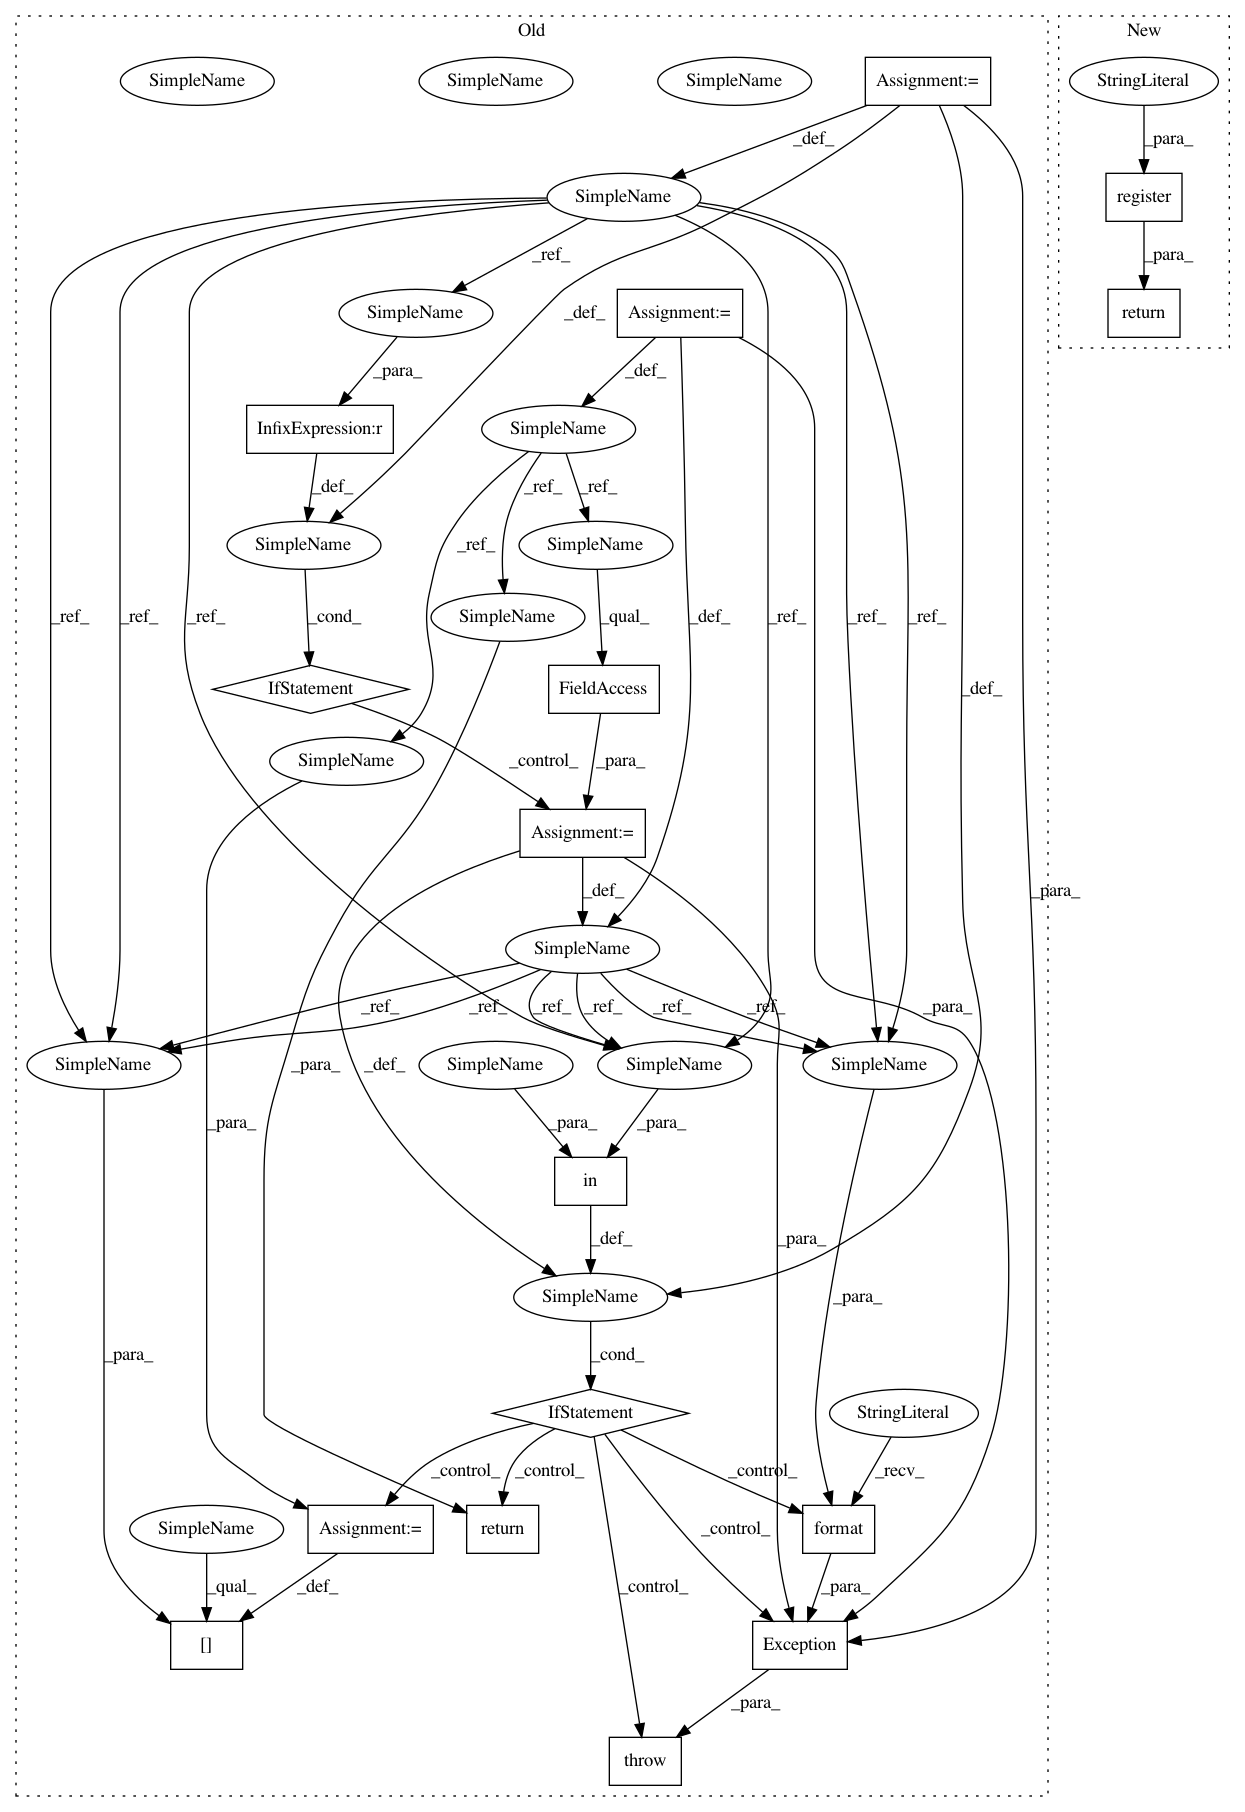 Old
New
SimpleName
SimpleName
SimpleName
Assignment:=
StringLiteral
_def_
_para_
SimpleName
register
_ref_
_para_
SimpleName
Assignment:=
_def_
return
_para_
_def_
InfixExpression:r
SimpleName
_def_
_ref_
_ref_
_ref_
SimpleName
SimpleName
_ref_
_ref_
_ref_
_cond_
SimpleName
_qual_
_def_
_ref_
_ref_
_ref_
IfStatement
FieldAccess
_def_
SimpleName
_control_
_para_
Assignment:=
_def_
_para_
SimpleName
_ref_
_ref_
_ref_
_ref_
_ref_
_ref_
_para_
SimpleName
_def_
_para_
SimpleName
SimpleName
SimpleName
_para_
_para_
_para_
in
_def_
_para_
SimpleName
_para_
_para_
_cond_
IfStatement
StringLiteral
_control_
_control_
_control_
_recv_
SimpleName
Assignment:=
return
_control_
format
_qual_
_def_
_control_
_para_
[]
Exception
_para_
throw